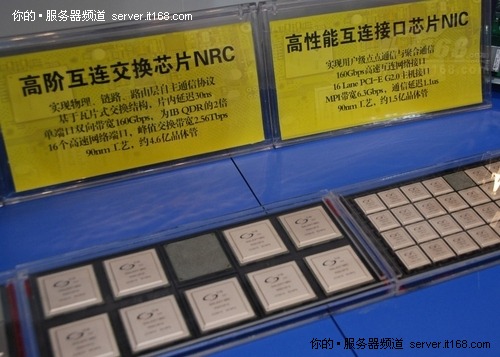 你的·服务器频道 server.it168.com
高阶互连交换芯片NRC
实现物理、链路、路由层自主通信协议
基于瓦片式交换结构，片内延迟30ns
单端口双向带宽160Gbps，为IB QDR的2倍
16个高速网络端口，峰值交换带宽2.56Tbps
90nm工艺，约4.6亿晶体管
高性能互连接口芯片NIC
实现用户级点点通信与聚合通信
160Gbps高速互连网络接口
16 Lane PCI-E G2.0主机接口
MPI带宽6.3Gbps，通信延迟1.1us
90nm工艺，约1.5亿晶体管
你的·服务器频道 server.it168.com